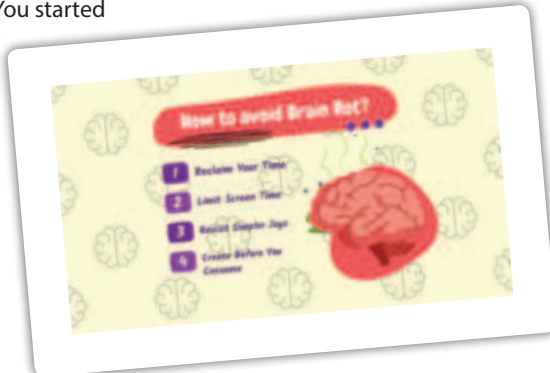 You started
How to avoid Brain Rot?
1 Reclaim Your Time
2 Limit Screen Time
3 Simpler Joys
4 Create Before You
Consume